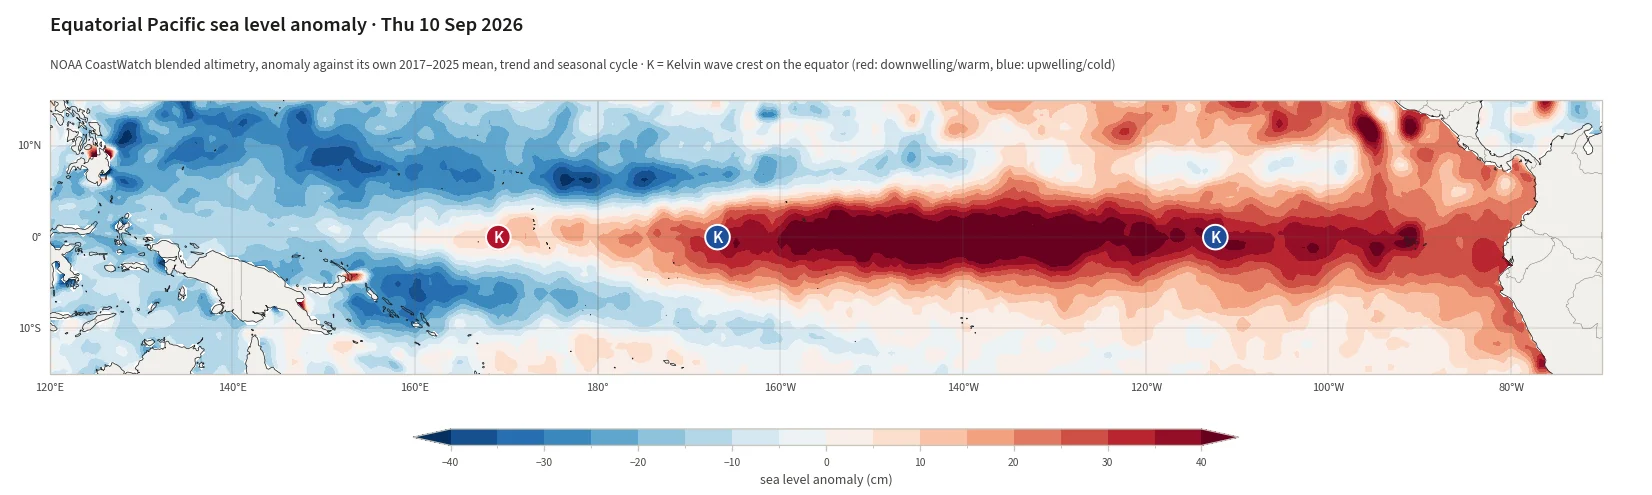 Equatorial Pacific sea level anomaly · Thu 10 Sep 2026
NOAA CoastWatch blended altimetry, anomaly against its own 2017–2025 mean, trend and seasonal cycle · K = Kelvin wave crest on the equator (red: downwelling/warm, blue: upwelling/cold)
10°N
0°
K K K
10°S
120°E 140°E 160°E 180° 160°W 140°W 120°W 100°W 80°W
−40 −30 −20 −10 0 10 20 30 40
sea level anomaly (cm)